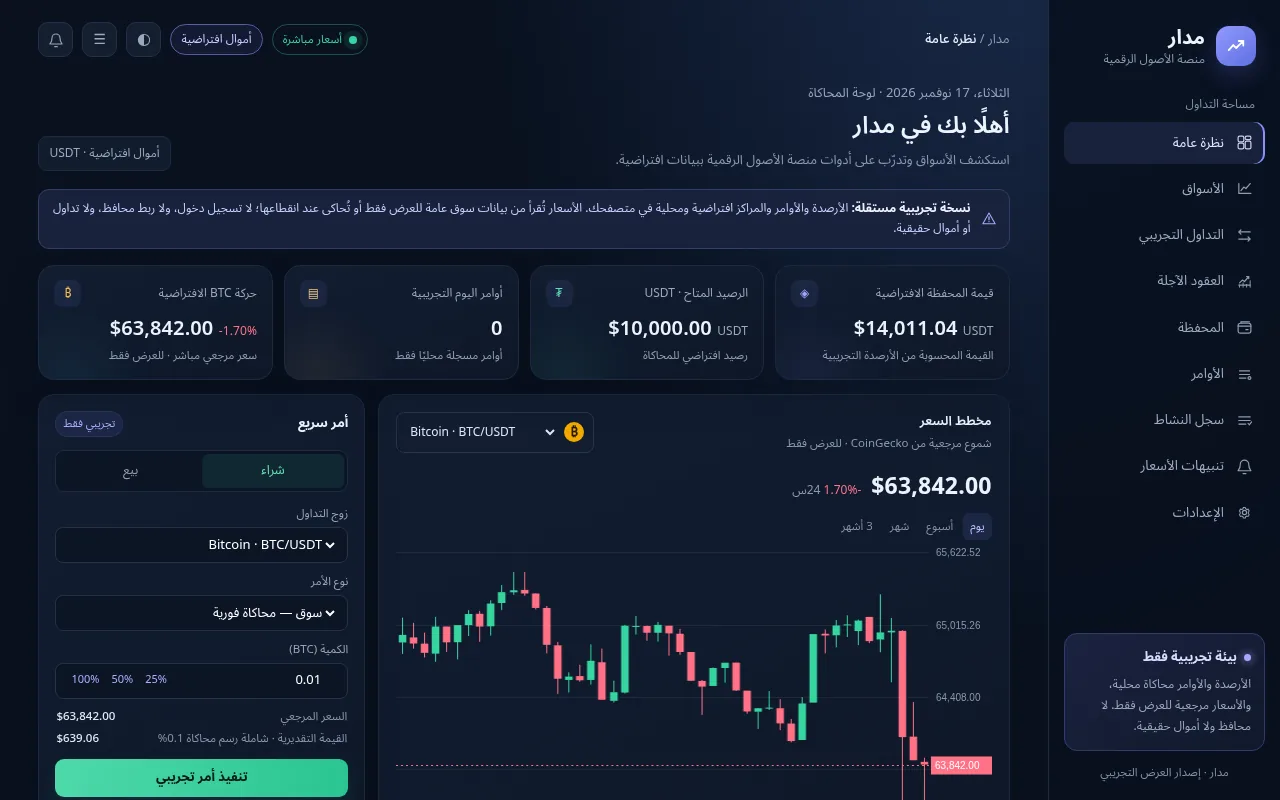 مدار
منصة الأصول الرقمية
مساحة التداول
نظرة عامة
الأسواق
التداول التجريبي
العقود الآجلة
المحفظة
الأوامر
سجل النشاط
تنبيهات الأسعار
الإعدادات
بيئة تجريبية فقط
الأرصدة والأوامر محاكاة محلية،
والأسعار مرجعية للعرض فقط. لا
محافظ ولا أموال حقيقية.
مدار · إصدار العرض التجريبي
مدار / نظرة عامة
أسعار مباشرة
أموال افتراضية
الثلاثاء، 17 نوفمبر 2026 · لوحة المحاكاة
أهلًا بك في مدار
استكشف الأسواق وتدرّب على أدوات منصة الأصول الرقمية ببيانات افتراضية.
أموال افتراضية · USDT
نسخة تجريبية مستقلة: الأرصدة والأوامر والمراكز افتراضية ومحلية في متصفحك. الأسعار تُقرأ من بيانات سوق عامة للعرض فقط أو تُحاكى عند انقطاعها؛ لا تسجيل دخول، ولا ربط محافظ، ولا تداول
أو أموال حقيقية.
قيمة المحفظة الافتراضية
$14,011.04 USDT
القيمة المحسوبة من الأرصدة التجريبية
الرصيد المتاح · USDT
$10,000.00 USDT
رصيد افتراضي للمحاكاة
أوامر اليوم التجريبية
0
أوامر مسجلة محليًا فقط
حركة BTC الافتراضية
$63,842.00 -1.70%
سعر مرجعي مباشر · للعرض فقط
مخطط السعر
شموع مرجعية من CoinGecko · للعرض فقط
Bitcoin · BTC/USDT
$63,842.00 -1.70% 24س
يوم
أسبوع
شهر
3 أشهر
65,622.52
65,015.26
64,408.00
63,842.00
أمر سريع
تجريبي فقط
شراء
بيع
زوج التداول
Bitcoin · BTC/USDT
نوع الأمر
سوق — محاكاة فورية
الكمية (BTC)
0.01
25% 50% 100%
السعر المرجعي $63,842.00
القيمة التقديرية · شاملة رسم محاكاة 0.1% $639.06
تنفيذ أمر تجريبي